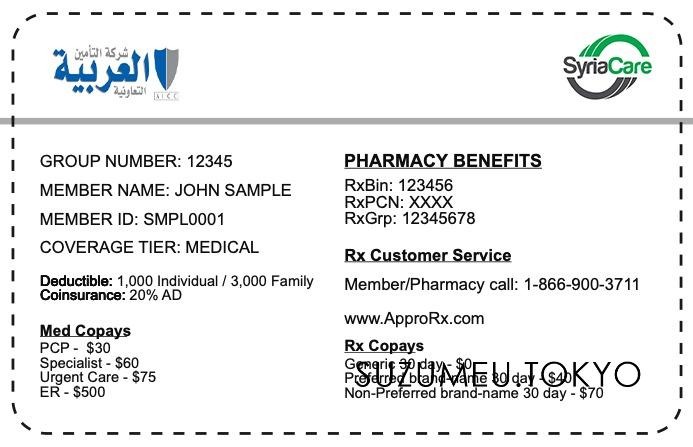 شركة التأمين
العربية
التعاونية
AICC
SyriaCare
GROUP NUMBER: 12345
MEMBER NAME: JOHN SAMPLE
MEMBER ID: SMPL0001
COVERAGE TIER: MEDICAL
Deductible: 1,000 Individual / 3,000 Family
Coinsurance: 20% AD
Med Copays
PCP - $30
Specialist - $60
Urgent Care - $75
ER - $500
PHARMACY BENEFITS
RxBin: 123456
RxPCN: XXXX
RxGrp: 12345678
Rx Customer Service
Member/Pharmacy call: 1-866-900-3711
www.ApproRx.com
Rx Copays
Generic 30 day - $0
Preferred brand-name 30 day - $40
Non-Preferred brand-name 30 day - $70
SUZUMEU.TOKYO